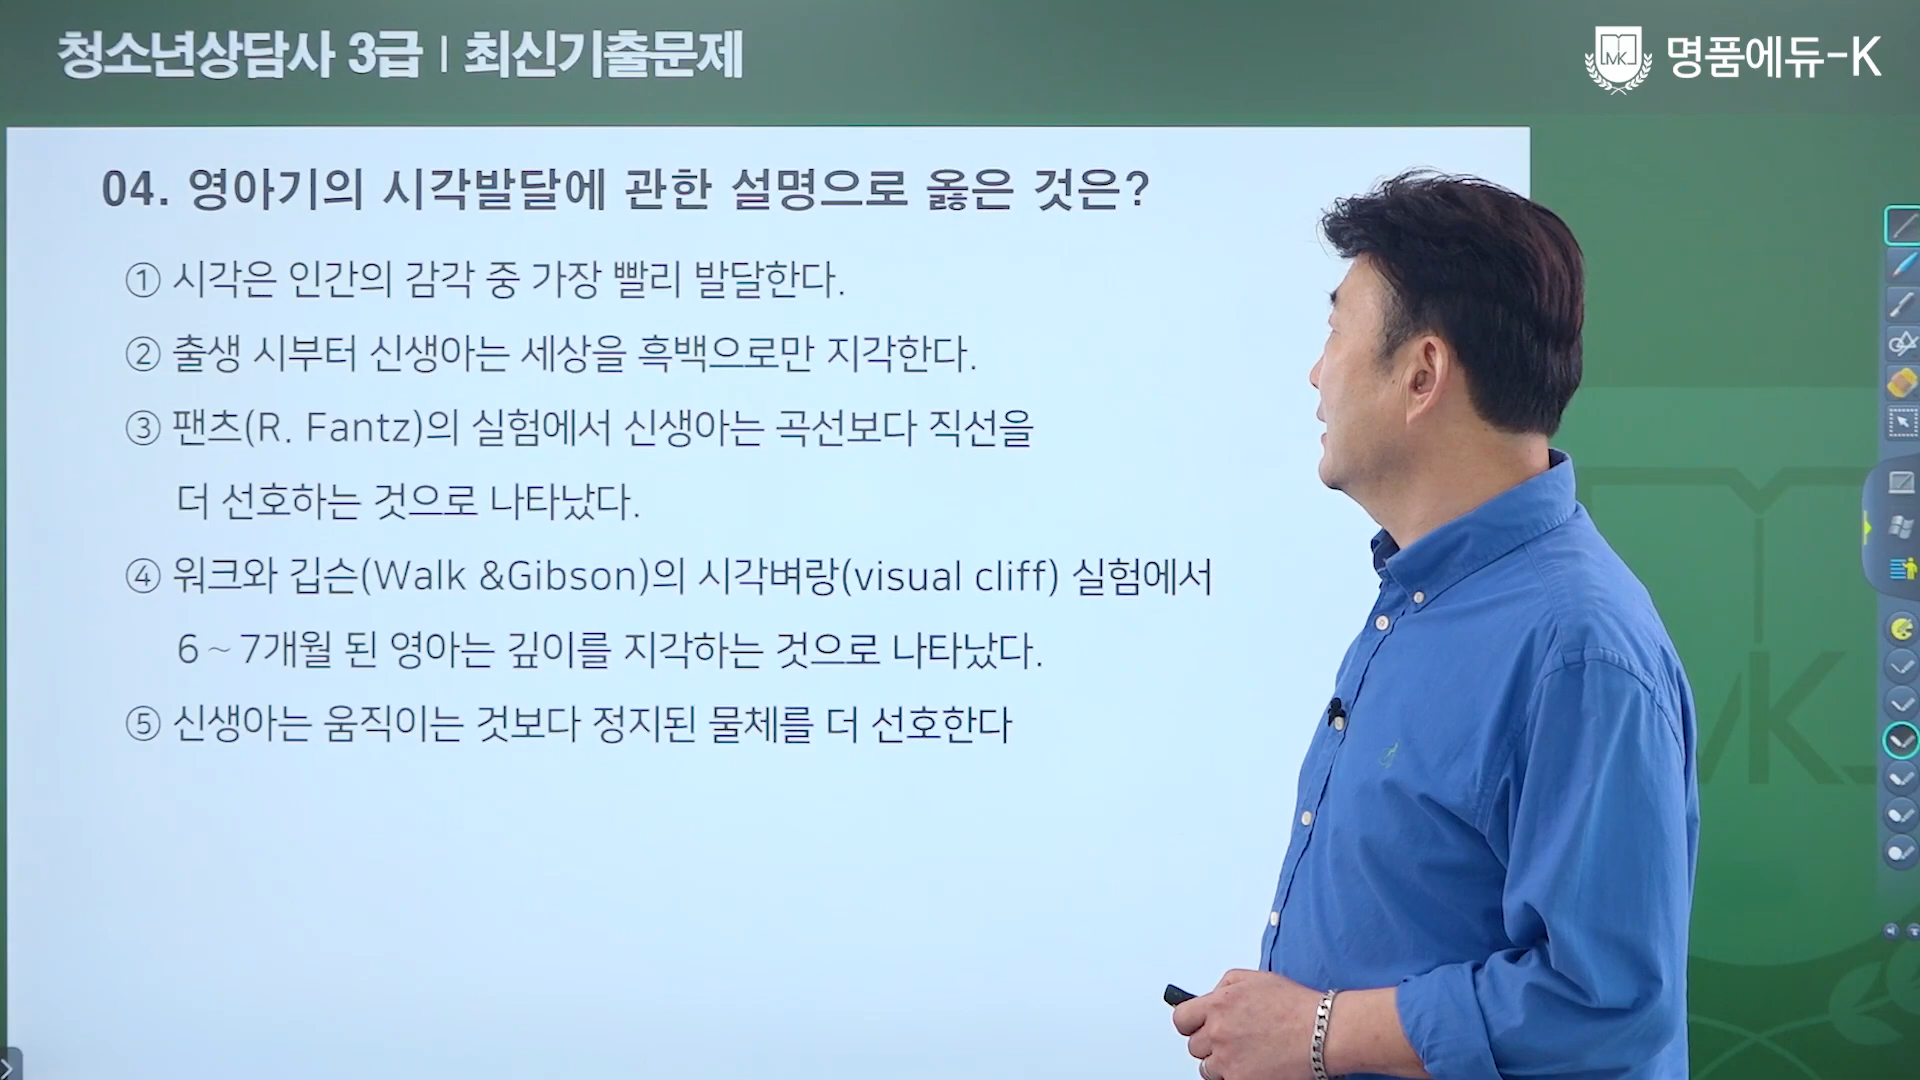 청소년상담사 3급 | 최신기출문제
MK 명품에듀-K
04. 영아기의 시각발달에 관한 설명으로 옳은 것은?
① 시각은 인간의 감각 중 가장 빨리 발달한다.
② 출생 시부터 신생아는 세상을 흑백으로만 지각한다.
③ 팬츠(R. Fantz)의 실험에서 신생아는 곡선보다 직선을
더 선호하는 것으로 나타났다.
④ 워크와 깁슨(Walk &Gibson)의 시각벼랑(visual cliff) 실험에서
6~7개월 된 영아는 깊이를 지각하는 것으로 나타났다.
⑤ 신생아는 움직이는 것보다 정지된 물체를 더 선호한다
MK